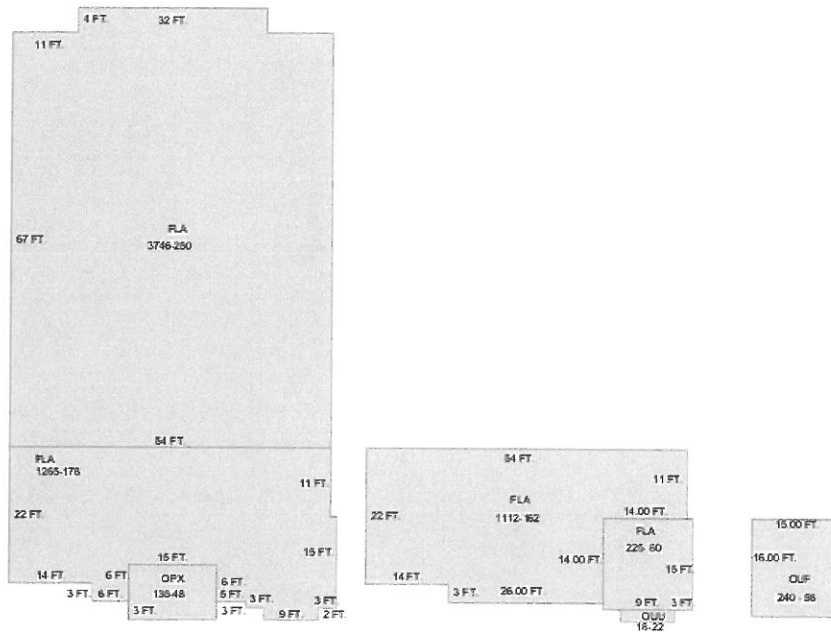 4 FT.
32 FT.
11 FT.
67 FT.
FLA
3746-250
54 FT.
FLA
1265-178
11 FT.
22 FT.
15 FT.
15 FT.
14 FT.
6 FT.
OPX
6 FT.
3 FT.
6 FT.
135-48
5 FT.
3 FT.
3 FT.
3 FT.
3 FT.
9 FT.
2 FT.
54 FT.
11 FT.
FLA
1112-162
22 FT.
14.00 FT.
FLA
225-60
14.00 FT.
15 FT.
14 FT.
3 FT.
26.00 FT.
9 FT.
3 FT.
OUU
18-22
15.00 FT.
16.00 FT.
OUF